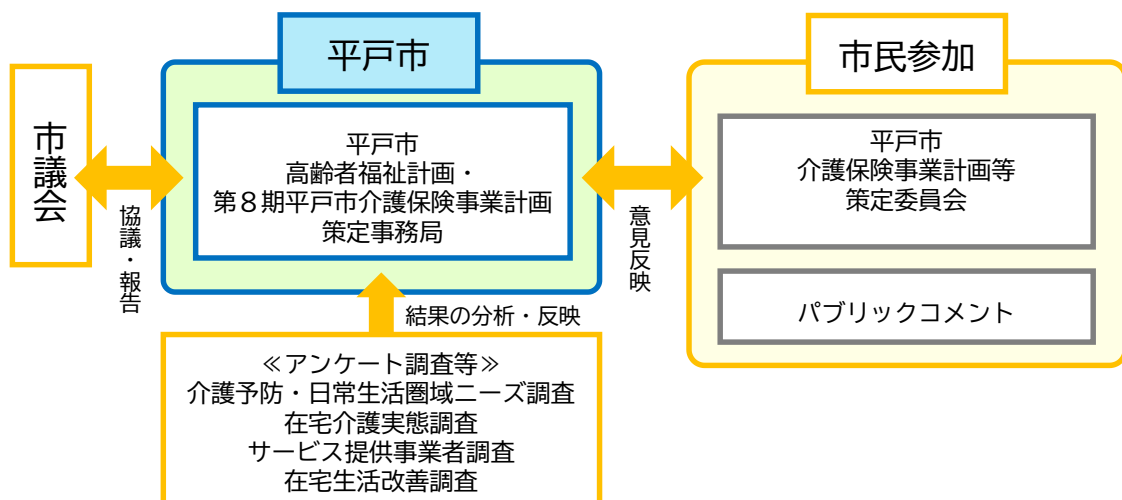 市議会
協議・報告
平戸市
平戸市
高齢者福祉計画・
第8期平戸市介護保険事業計画
策定事務局
結果の分析・反映
≪アンケート調査等≫
介護予防・日常生活圏域ニーズ調査
在宅介護実態調査
サービス提供事業者調査
在宅生活改善調査
意見反映
市民参加
平戸市
介護保険事業計画等
策定委員会
パブリックコメント